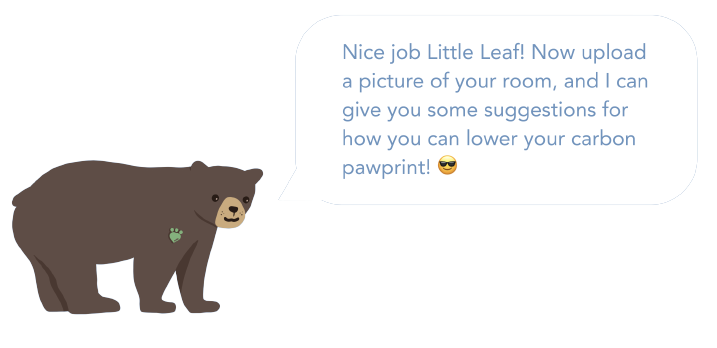 Nice job Little Leaf! Now upload
a picture of your room, and I can
give you some suggestions for
how you can lower your carbon
pawprint! 😎